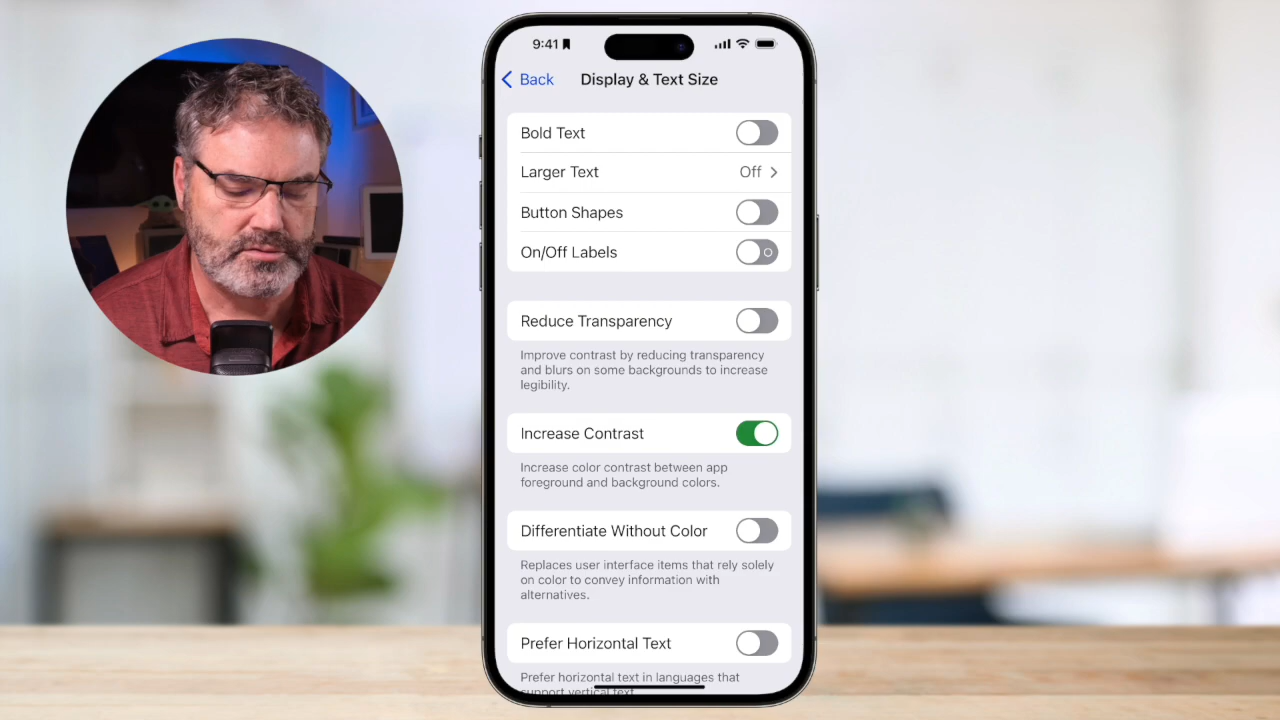 9:41
Back
Display & Text Size
Bold Text
Larger Text
Off
Button Shapes
On/Off Labels
Reduce Transparency
Improve contrast by reducing transparency
and blurs on some backgrounds to increase
legibility.
Increase Contrast
Increase color contrast between app
foreground and background colors.
Differentiate Without Color
Replaces user interface items that rely solely
on color to convey information with
alternatives.
Prefer Horizontal Text
Prefer horizontal text in languages that
support vertical text.